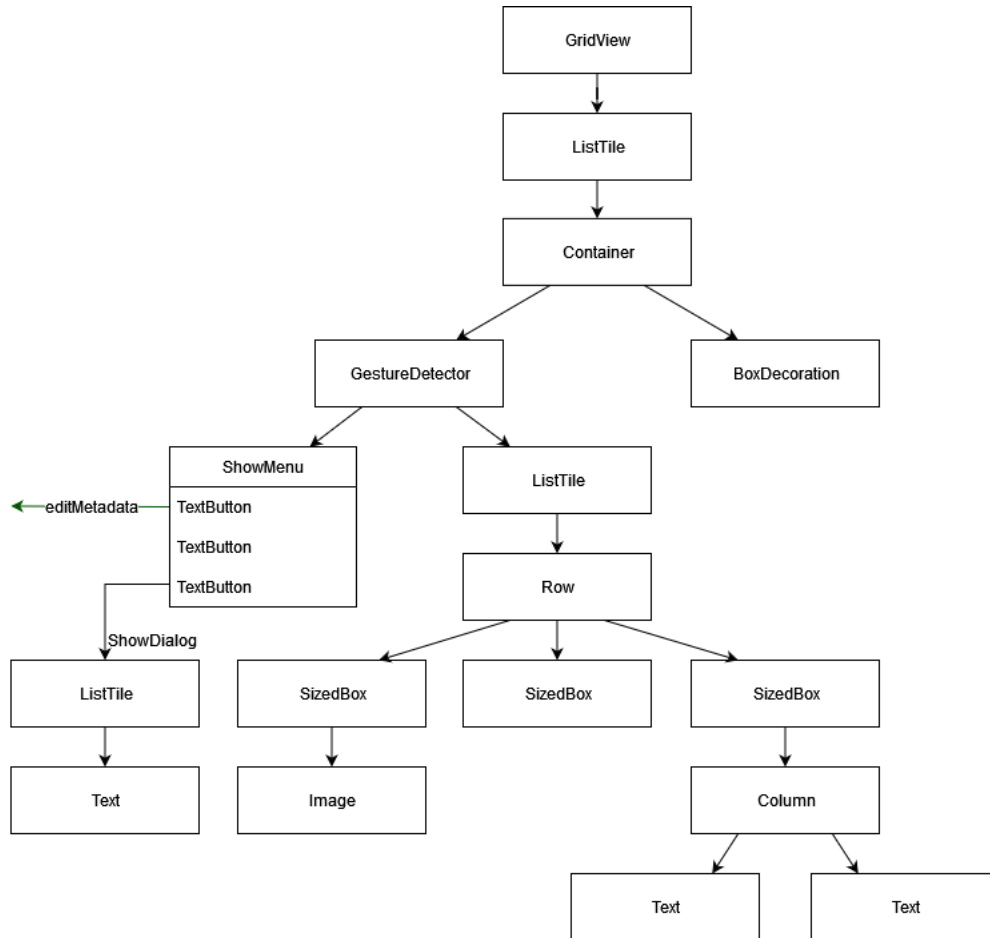 GridView
ListTile
Container
GestureDetector
BoxDecoration
ShowMenu
ListTile
editMetadata
TextButton
TextButton
TextButton
Row
ShowDialog
ListTile
SizedBox
SizedBox
SizedBox
Text
Image
Column
Text
Text